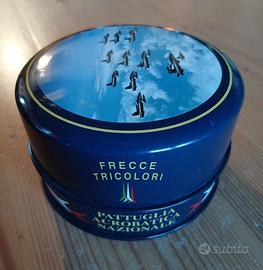 FRECCE
TRICOLORI
PATTUGLIA
ACROBATICA
NAZIONALE
subito